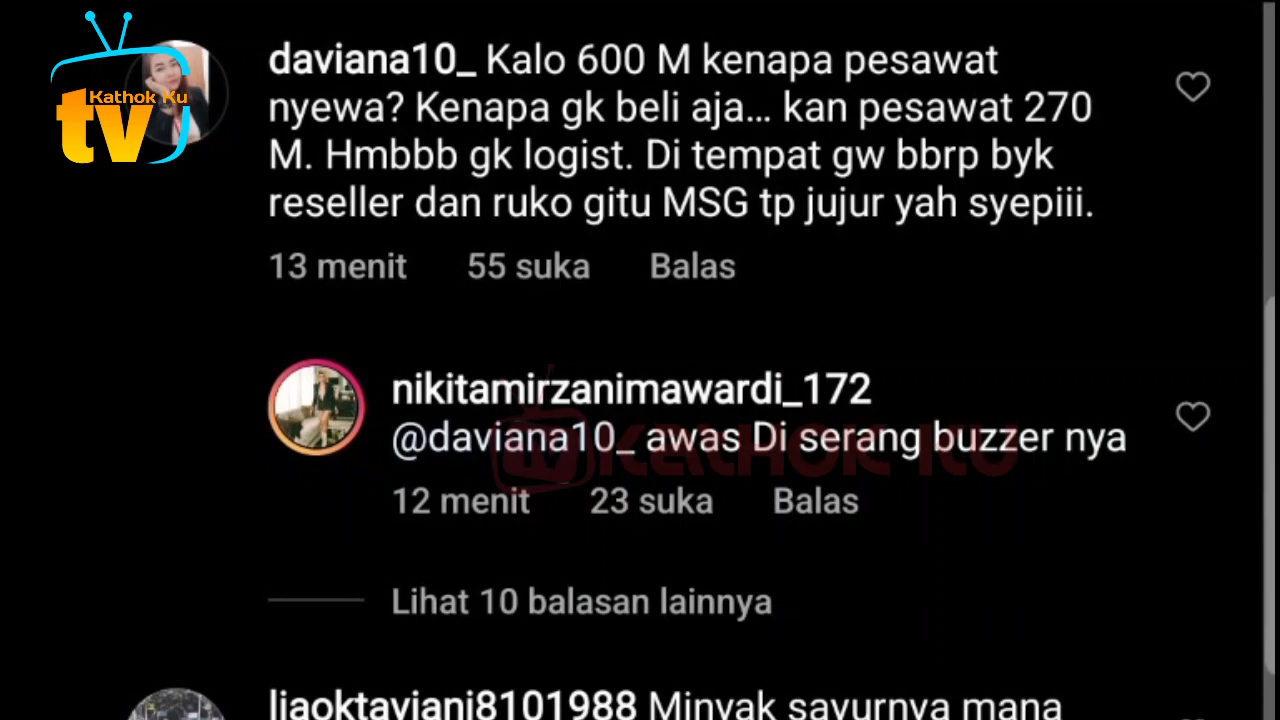 Kathok Ku
tv
daviana10_ Kalo 600 M kenapa pesawat
nyewa? Kenapa gk beli aja... kan pesawat 270
M. Hmbbb gk logist. Di tempat gw bbrp byk
reseller dan ruko gitu MSG tp jujur yah syepiii.
13 menit 55 suka Balas
nikitamirzanimawardi_172
@daviana10_ awas Di serang buzzer nya
tv KATHOK KU
12 menit 23 suka Balas
Lihat 10 balasan lainnya
liaoktaviani8101988 Minyak sayurnya mana